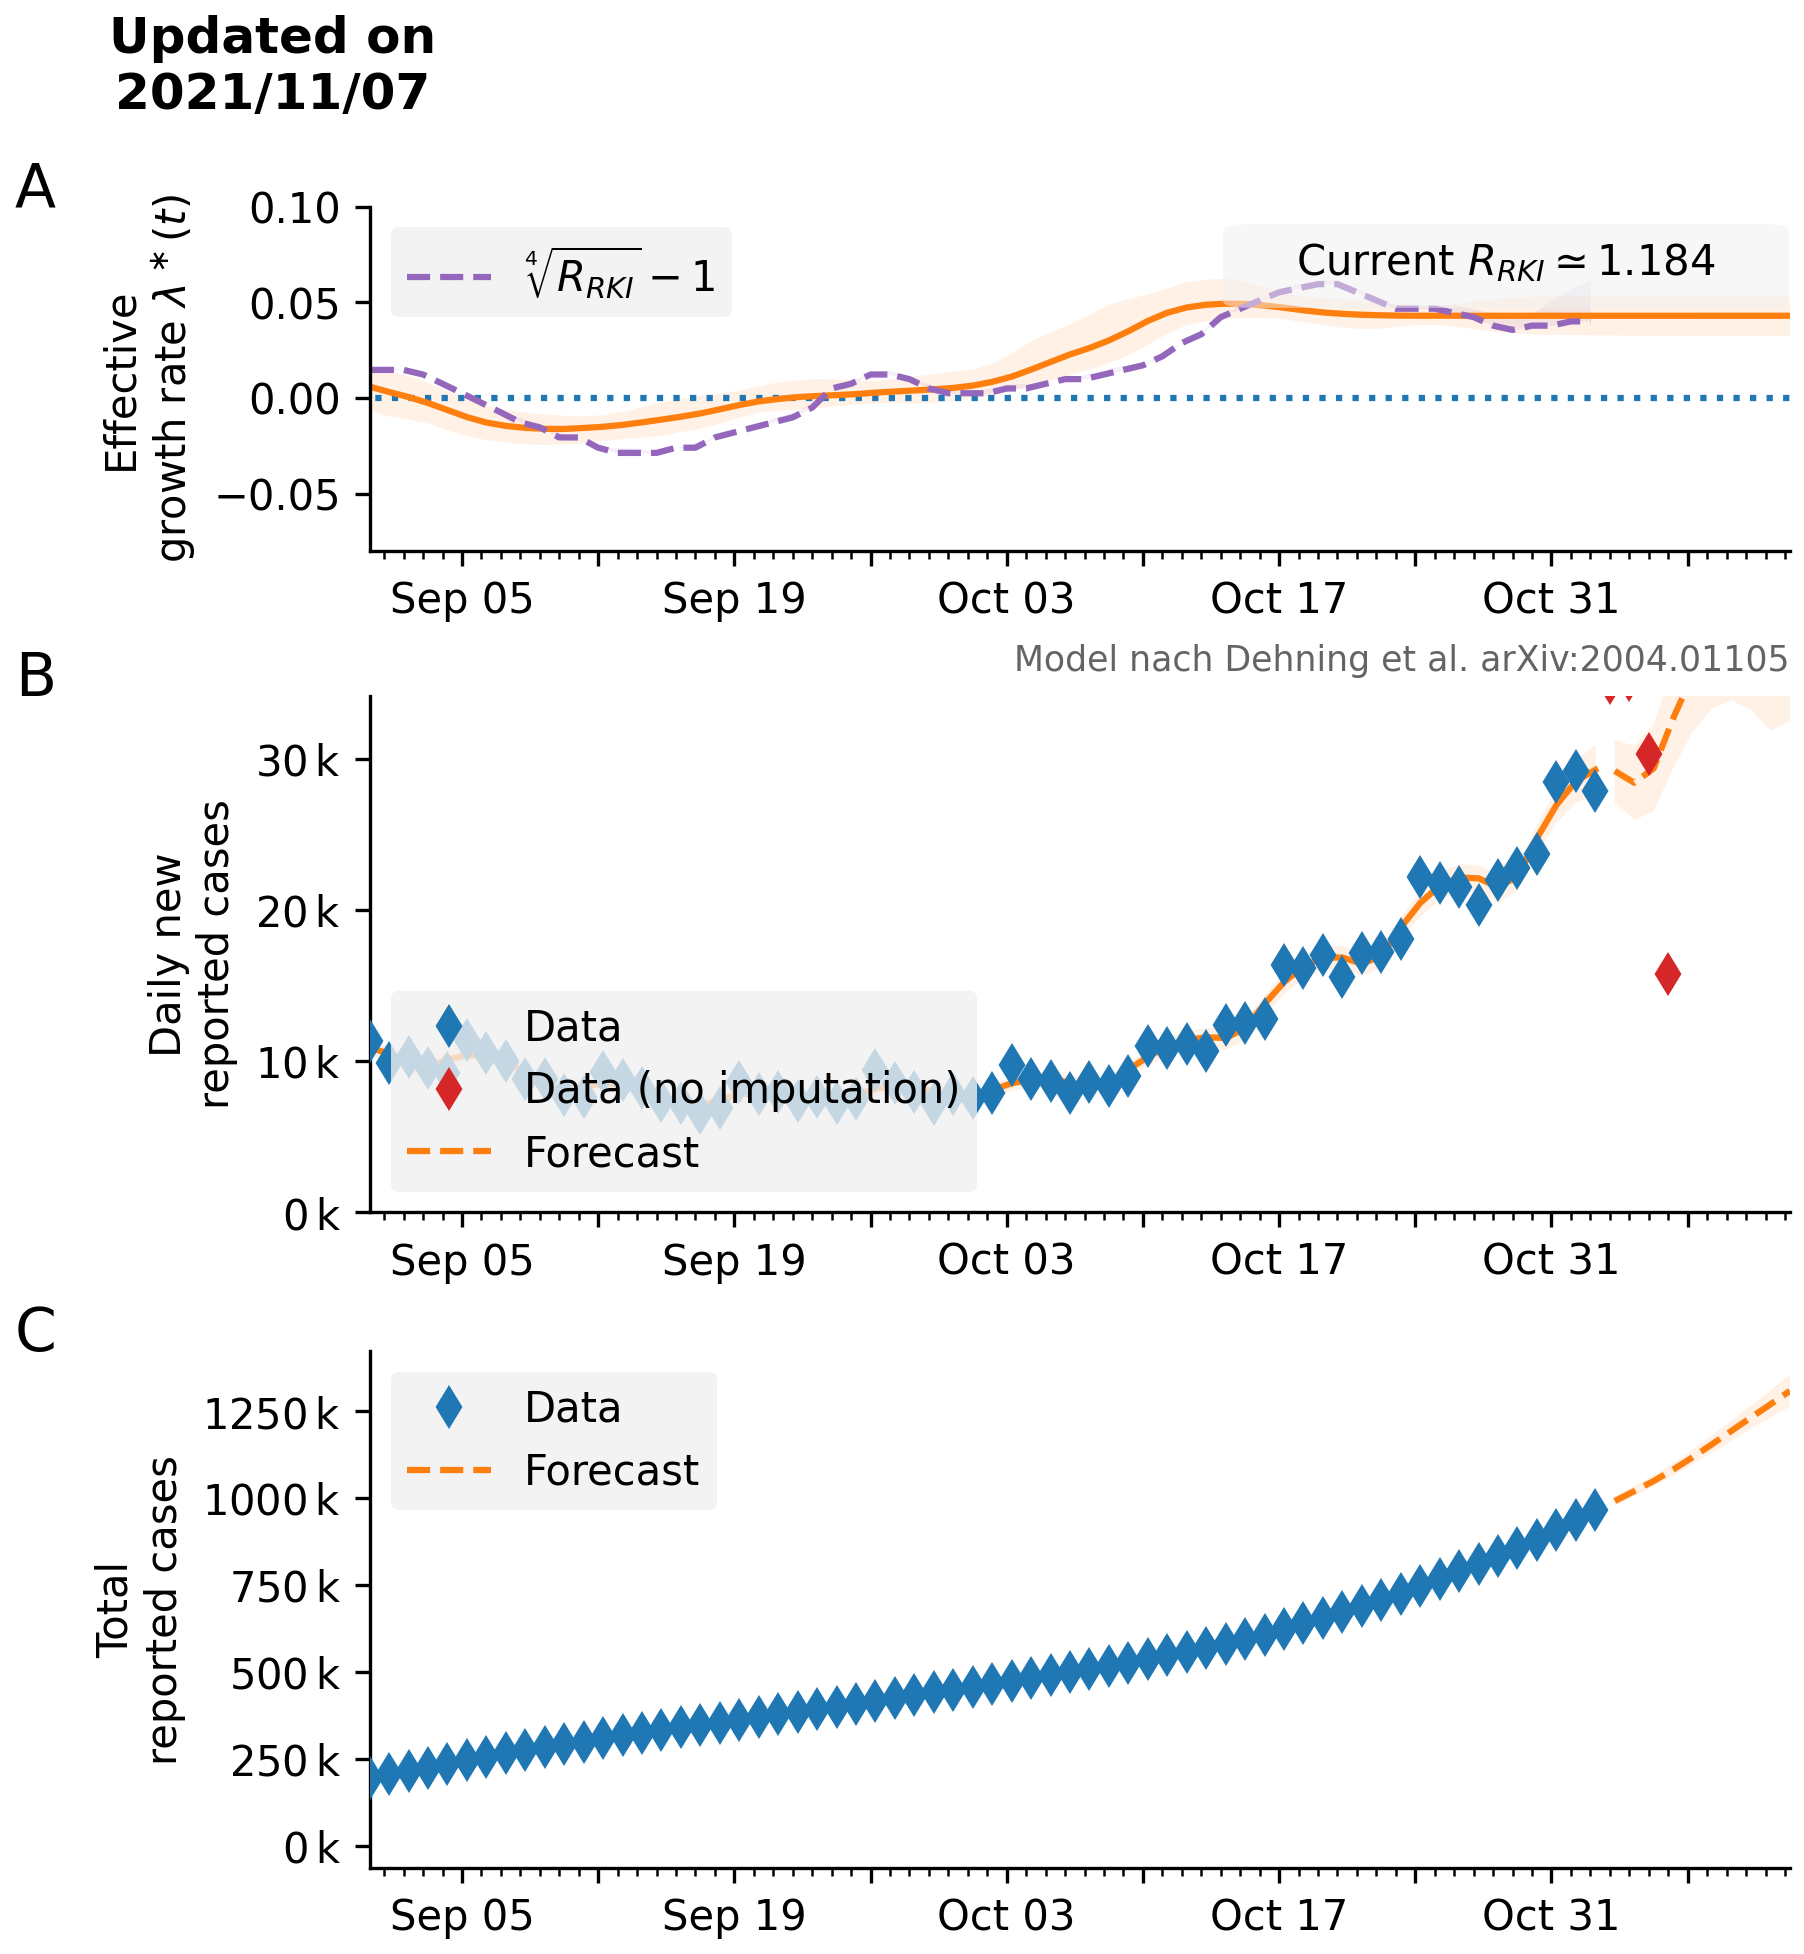 Updated on
2021/11/07
A
Effective
growth rate λ * (t)
0.10
0.05
0.00
−0.05
∜R_RKI − 1
Current R_RKI ≃ 1.184
Sep 05
Sep 19
Oct 03
Oct 17
Oct 31
Model nach Dehning et al. arXiv:2004.01105
B
Daily new
reported cases
30 k
20 k
10 k
0 k
Data
Data (no imputation)
Forecast
Sep 05
Sep 19
Oct 03
Oct 17
Oct 31
C
Total
reported cases
1250 k
1000 k
750 k
500 k
250 k
0 k
Data
Forecast
Sep 05
Sep 19
Oct 03
Oct 17
Oct 31